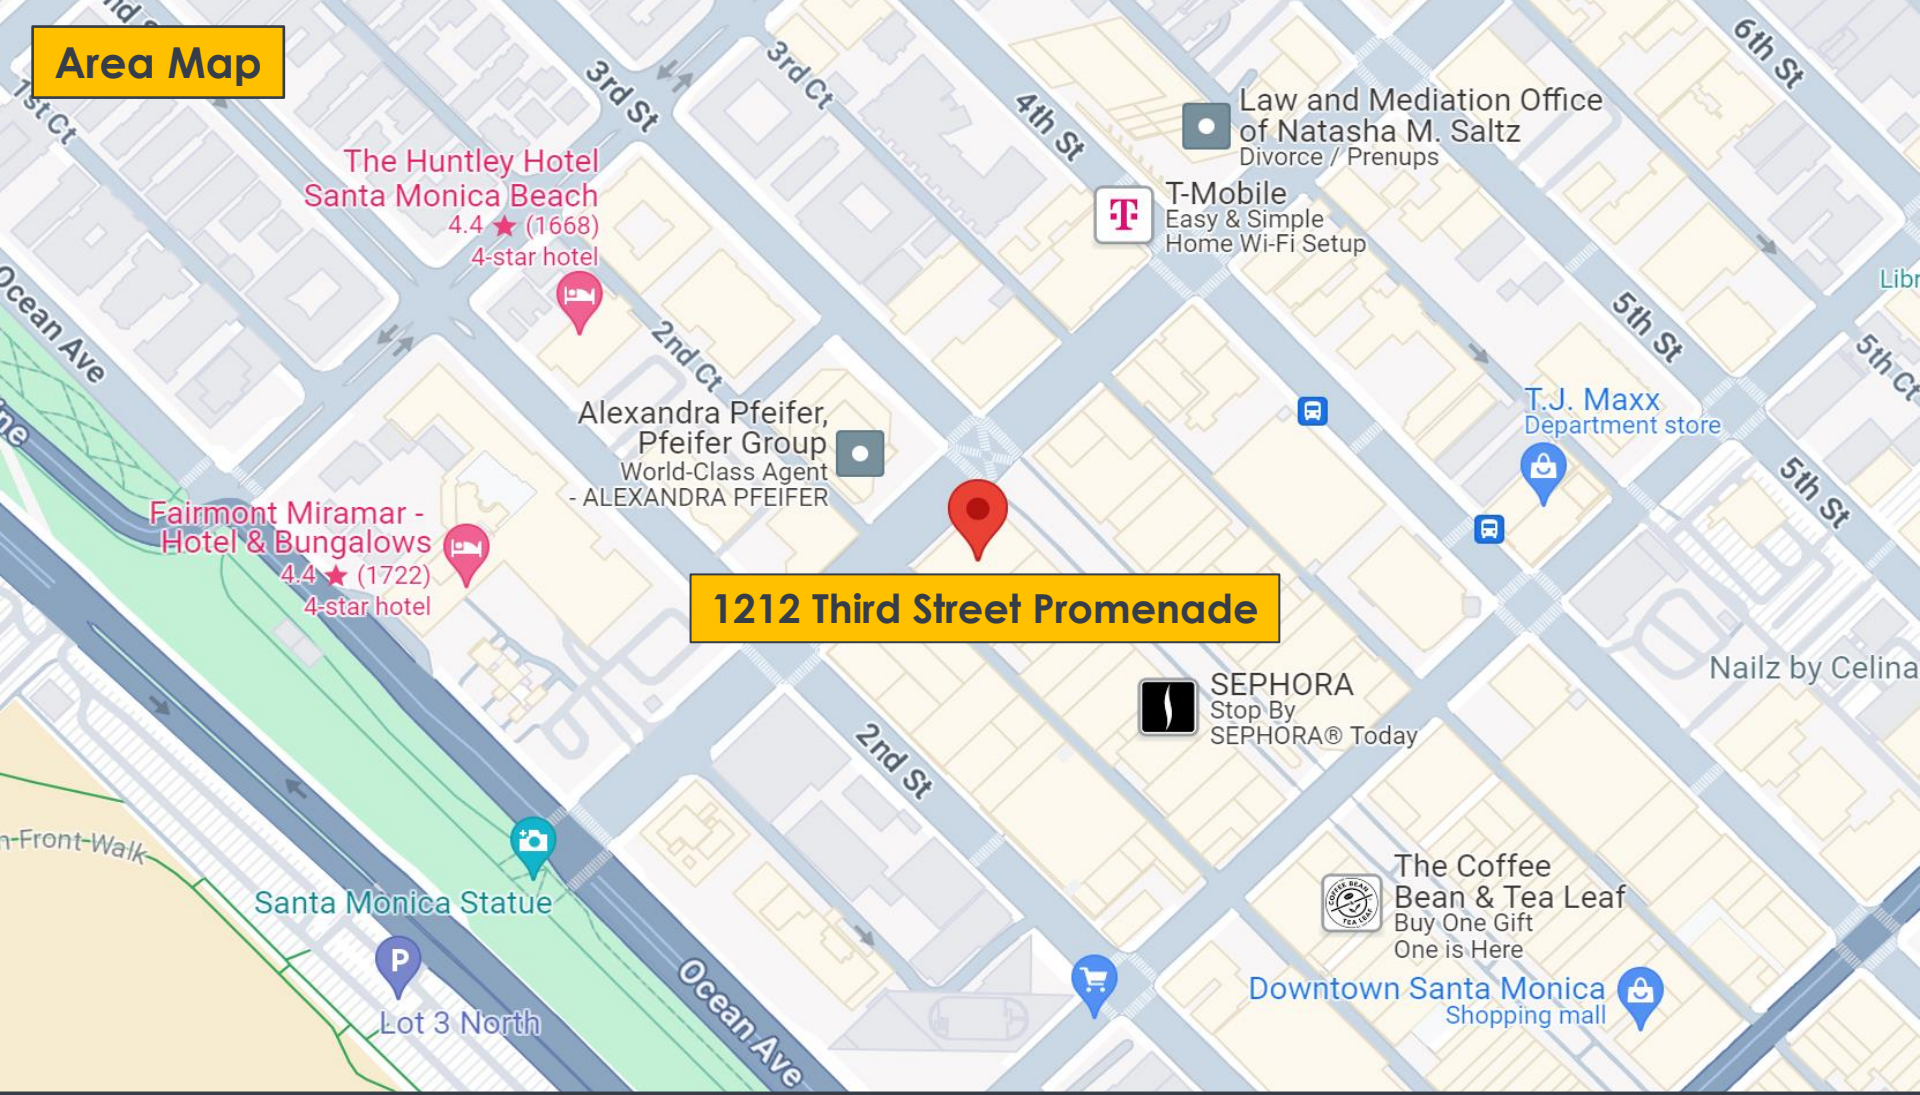 Area Map
1st Ct
3rd St
3rd Ct
4th St
6th St
Law and Mediation Office
of Natasha M. Saltz
Divorce / Prenups
The Huntley Hotel
Santa Monica Beach
4.4 ★ (1668)
4-star hotel
T-Mobile
Easy & Simple
Home Wi-Fi Setup
Ocean Ave
2nd Ct
5th St
5th Ct
T.J. Maxx
Department store
Alexandra Pfeifer,
Pfeifer Group
World-Class Agent
- ALEXANDRA PFEIFER
5th St
Fairmont Miramar -
Hotel & Bungalows
4.4 ★ (1722)
4-star hotel
1212 Third Street Promenade
Nailz by Celina
SEPHORA
Stop By
SEPHORA® Today
2nd St
Front Walk
Santa Monica Statue
P
Lot 3 North
Ocean Ave
COFFEE BEAN
TEA LEAF
The Coffee
Bean & Tea Leaf
Buy One Gift
One is Here
Downtown Santa Monica
Shopping mall